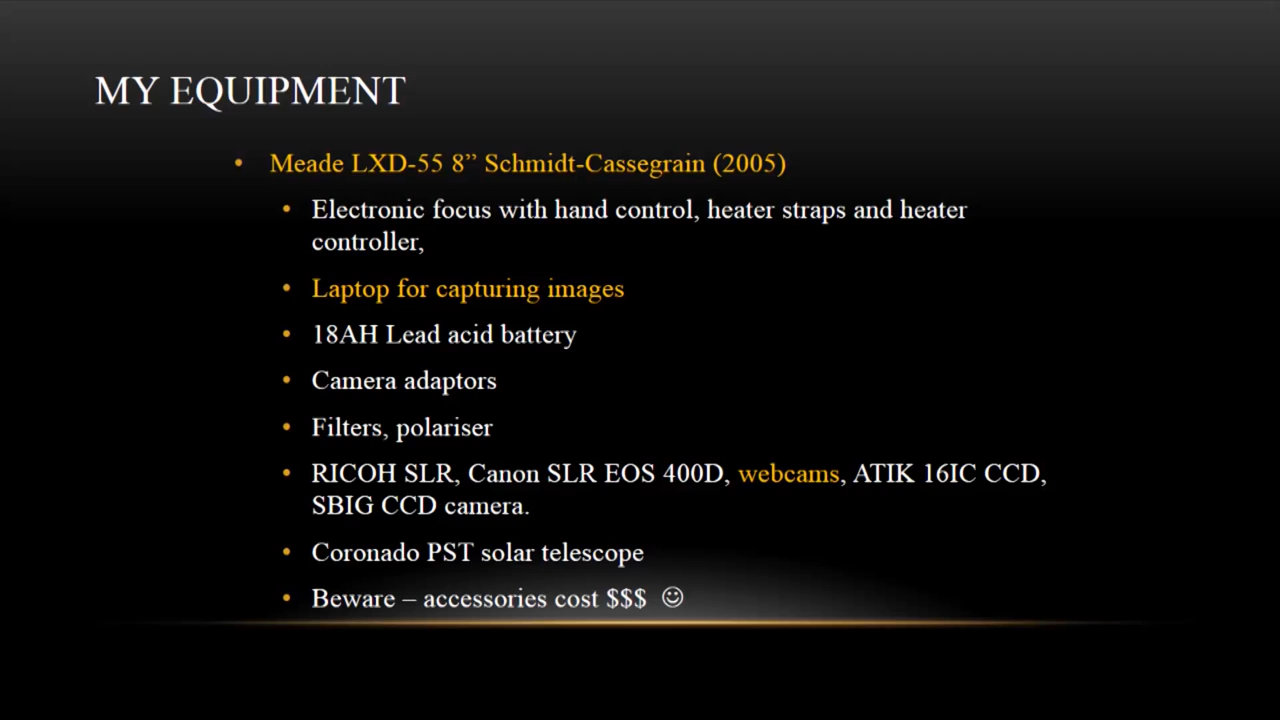 MY EQUIPMENT
• Meade LXD-55 8” Schmidt-Cassegrain (2005)
• Electronic focus with hand control, heater straps and heater
controller,
• Laptop for capturing images
• 18AH Lead acid battery
• Camera adaptors
• Filters, polariser
• RICOH SLR, Canon SLR EOS 400D, webcams, ATIK 16IC CCD,
SBIG CCD camera.
• Coronado PST solar telescope
• Beware – accessories cost $$$ ☺